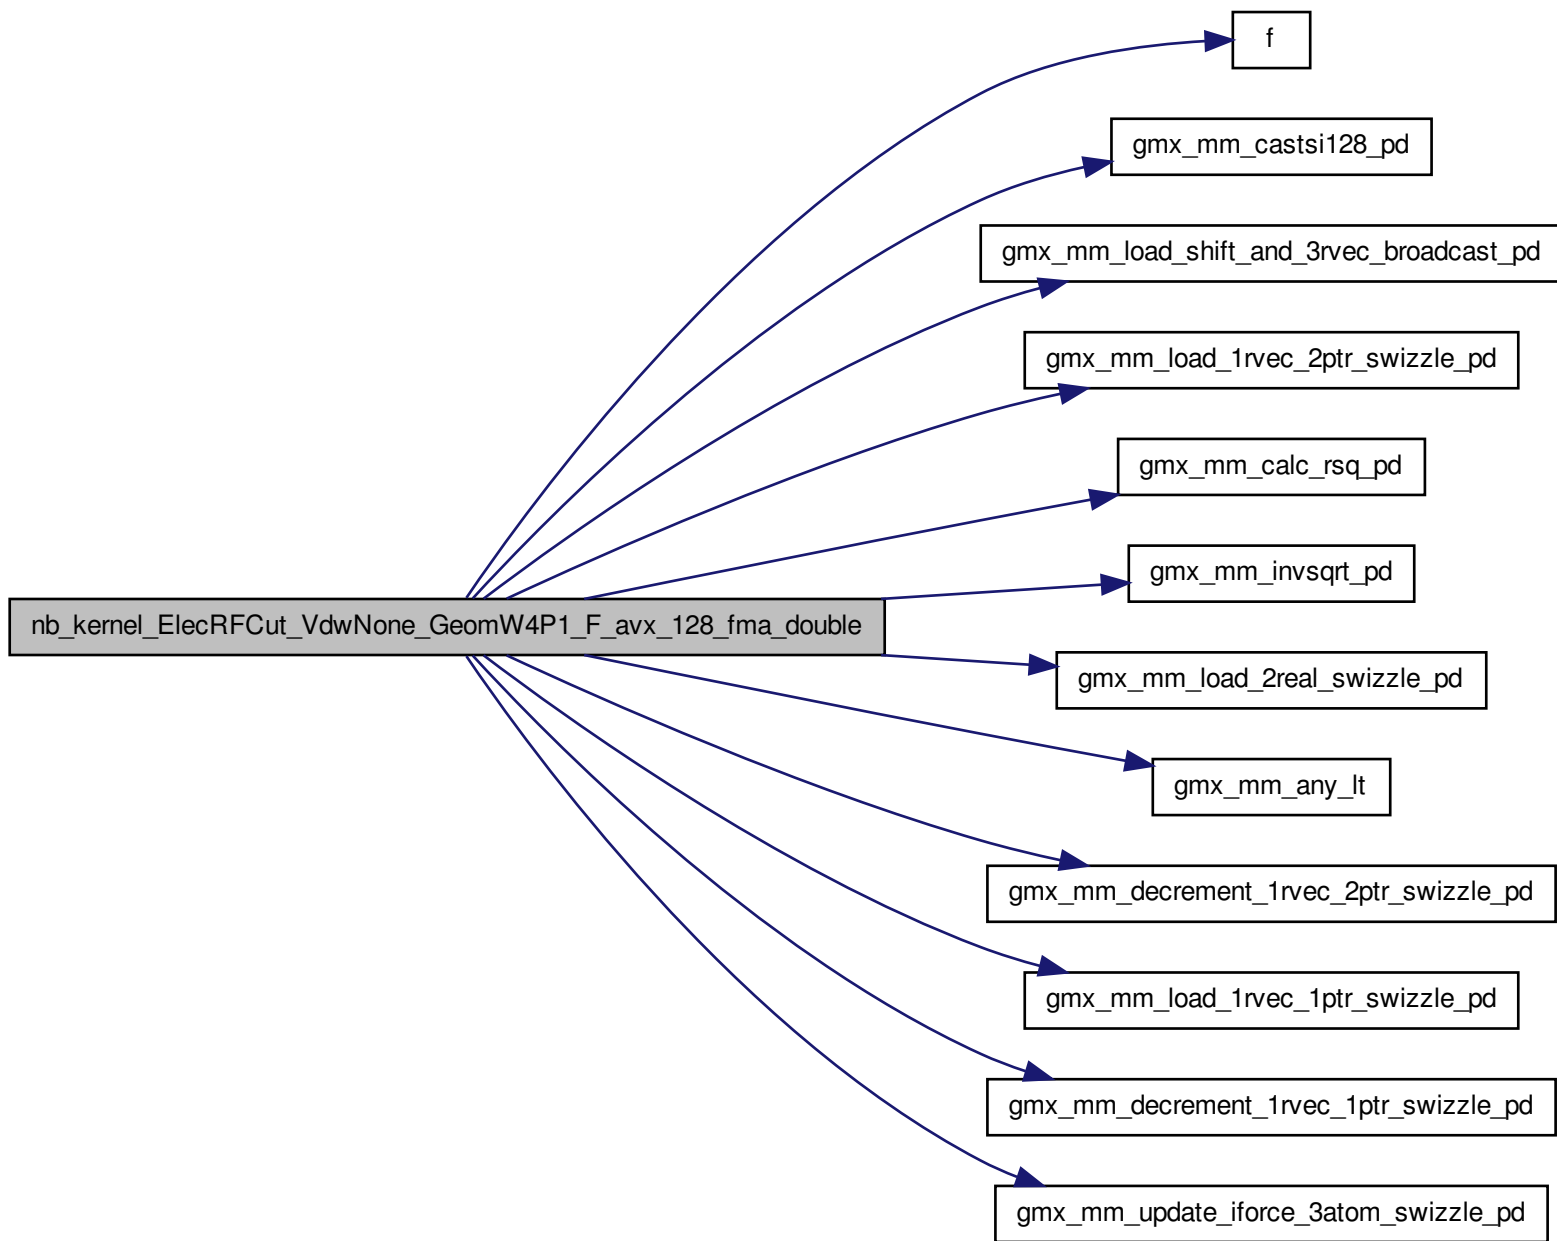 f
gmx_mm_castsi128_pd
gmx_mm_load_shift_and_3rvec_broadcast_pd
gmx_mm_load_1rvec_2ptr_swizzle_pd
gmx_mm_calc_rsq_pd
gmx_mm_invsqrt_pd
nb_kernel_ElecRFCut_VdwNone_GeomW4P1_F_avx_128_fma_double
gmx_mm_load_2real_swizzle_pd
gmx_mm_any_lt
gmx_mm_decrement_1rvec_2ptr_swizzle_pd
gmx_mm_load_1rvec_1ptr_swizzle_pd
gmx_mm_decrement_1rvec_1ptr_swizzle_pd
gmx_mm_update_iforce_3atom_swizzle_pd